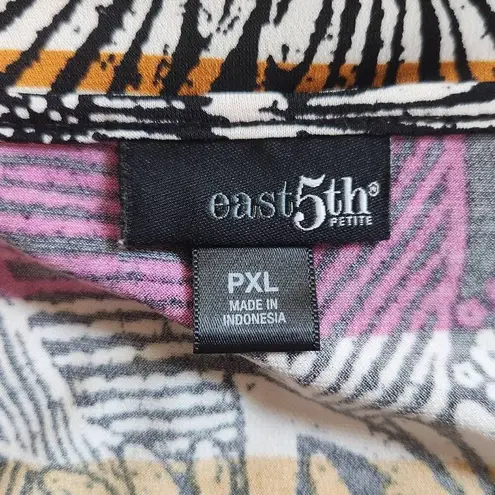 east5th®
PETITE
PXL
MADE IN
INDONESIA